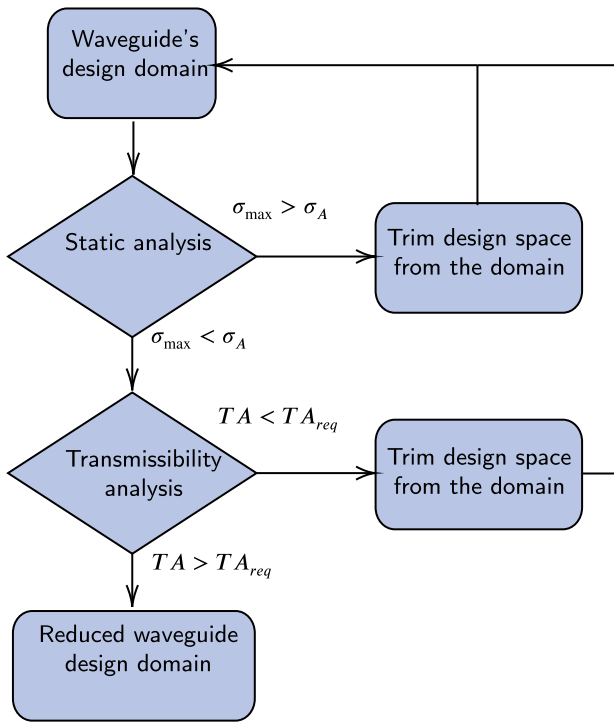 Waveguide's
design domain
σmax > σA
Static analysis
Trim design space
from the domain
σmax < σA
TA < TAreq
Transmissibility
analysis
Trim design space
from the domain
TA > TAreq
Reduced waveguide
design domain